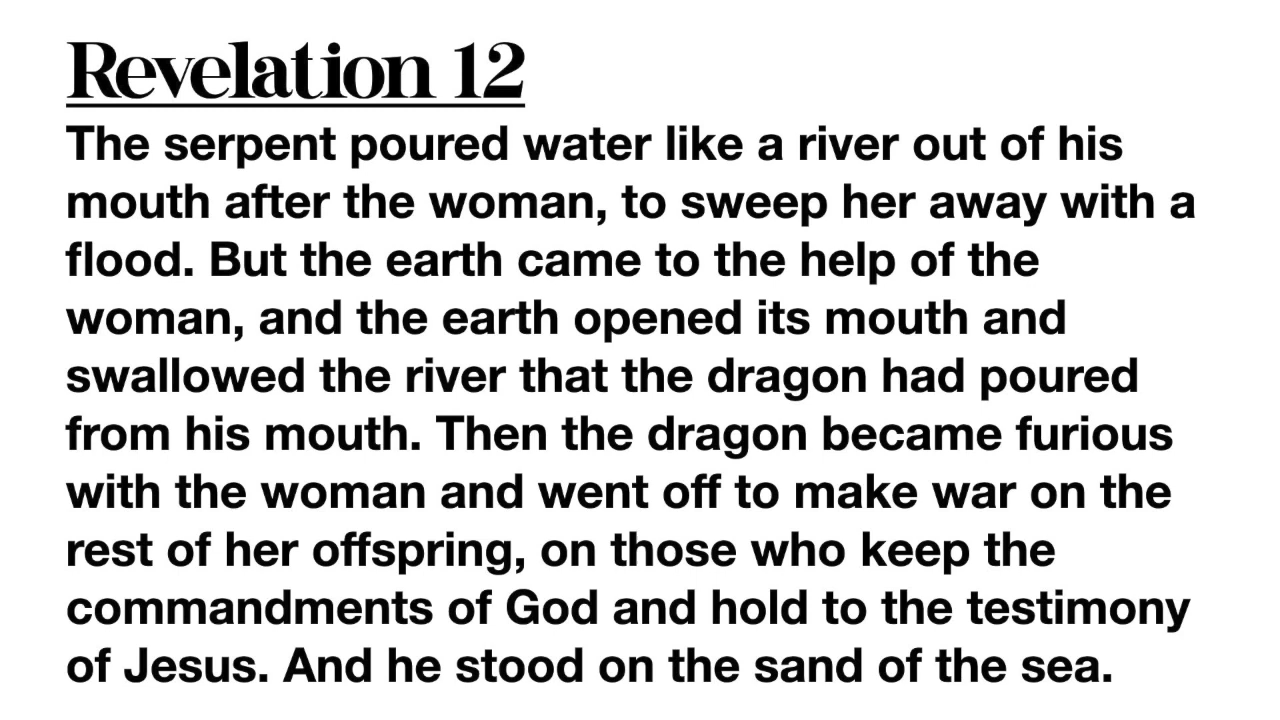 Revelation 12
The serpent poured water like a river out of his
mouth after the woman, to sweep her away with a
flood. But the earth came to the help of the
woman, and the earth opened its mouth and
swallowed the river that the dragon had poured
from his mouth. Then the dragon became furious
with the woman and went off to make war on the
rest of her offspring, on those who keep the
commandments of God and hold to the testimony
of Jesus. And he stood on the sand of the sea.